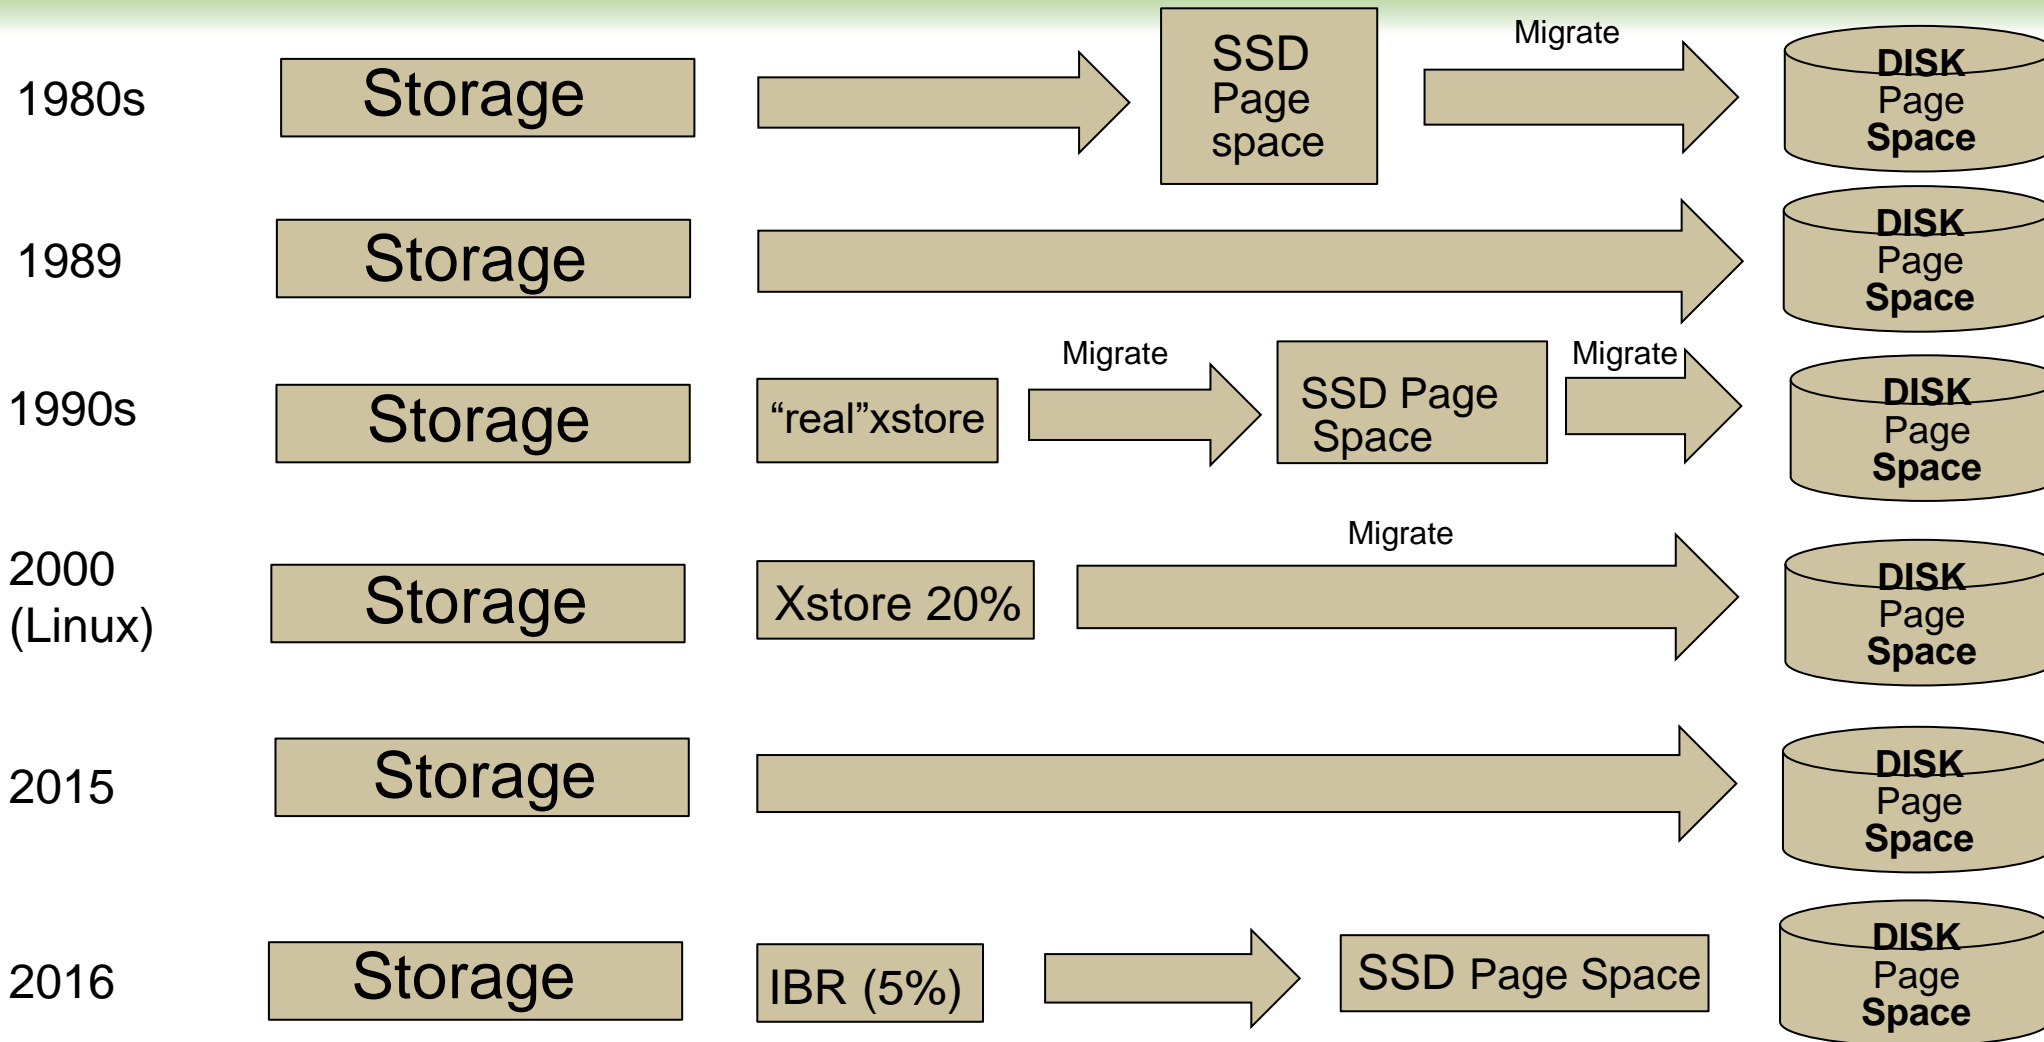 1980s
Storage
SSD
Page
space
Migrate
DISK
Page
Space
1989
Storage
DISK
Page
Space
1990s
Storage
“real”xstore
Migrate
SSD Page
Space
Migrate
DISK
Page
Space
2000
(Linux)
Storage
Xstore 20%
Migrate
DISK
Page
Space
2015
Storage
DISK
Page
Space
2016
Storage
IBR (5%)
SSD Page Space
DISK
Page
Space